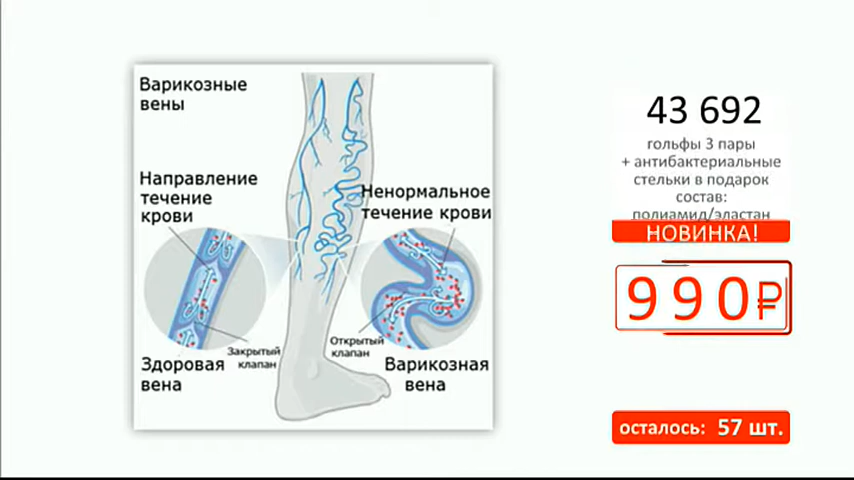 Варикозные
вены
Направление
течение
крови
Ненормальное
течение крови
Закрытый
клапан
Открытый
клапан
Здоровая
вена
Варикозная
вена
43 692
гольфы 3 пары
+ антибактериальные
стельки в подарок
состав:
полиамид/эластан
НОВИНКА!
990₽
осталось: 57 шт.